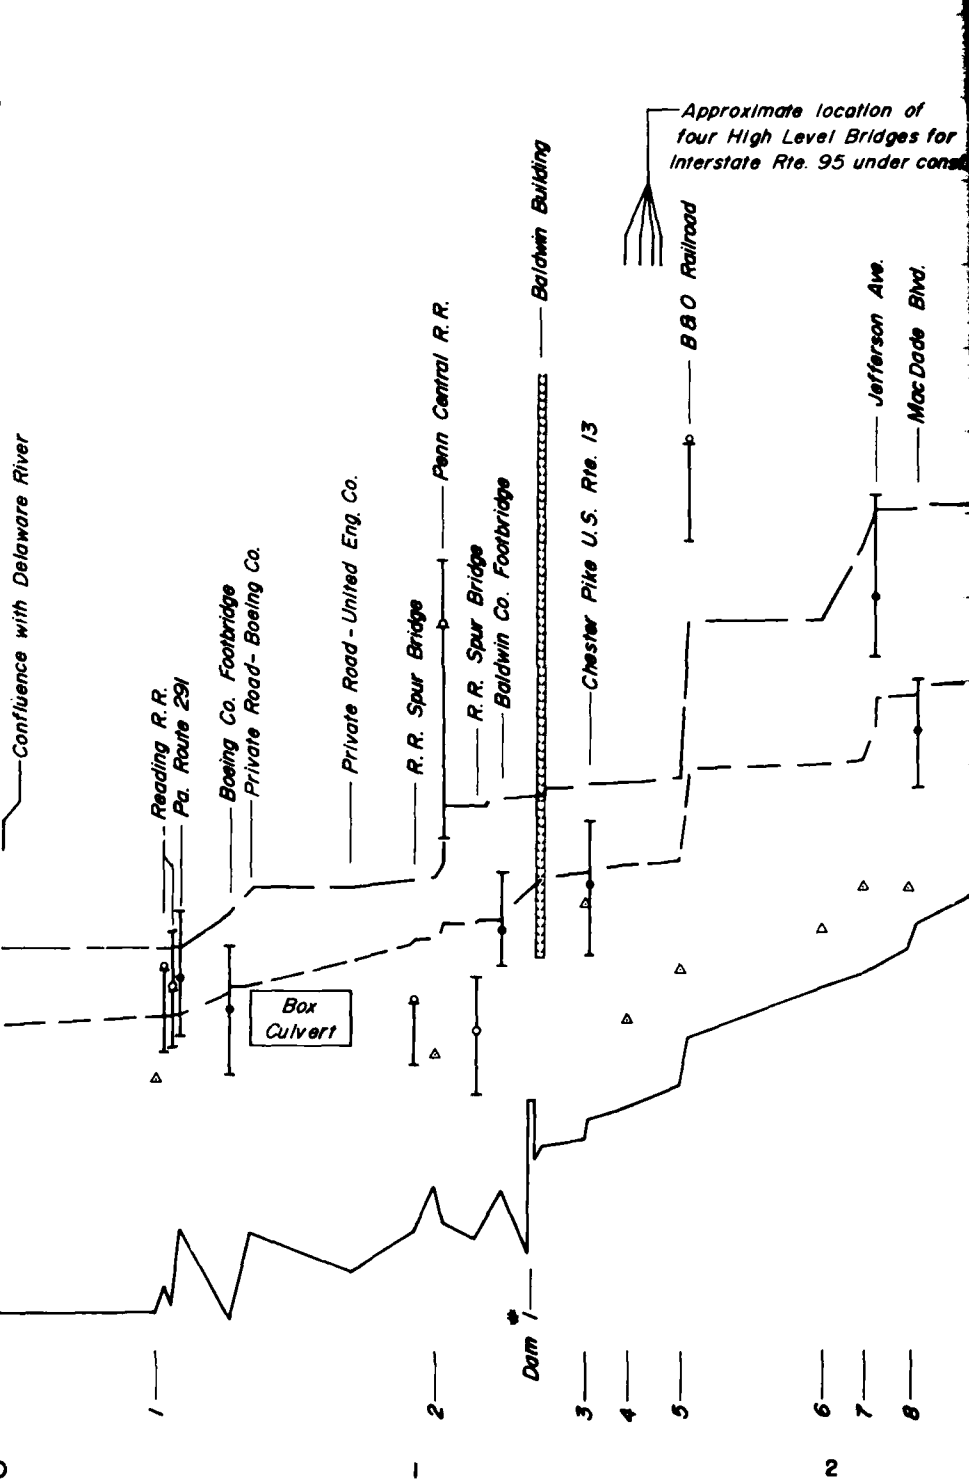 Approximate location of
four High Level Bridges for
Interstate Rte. 95 under
Confluence with Delaware River
Reading R.R.
Pa. Route 291
Boeing Co. Footbridge
Private Road-Boeing Co.
Private Road-United Eng. Co.
R.R. Spur Bridge
Penn Central R.R.
R.R. Spur Bridge
Baldwin Co. Footbridge
Baldwin Building
Chester Pike U.S. Rte. 13
B&O Railroad
Jefferson Ave.
MacDade Blvd.
Box
Culvert
Dam #1
1
2
3
4
5
6
7
8
0
1
2